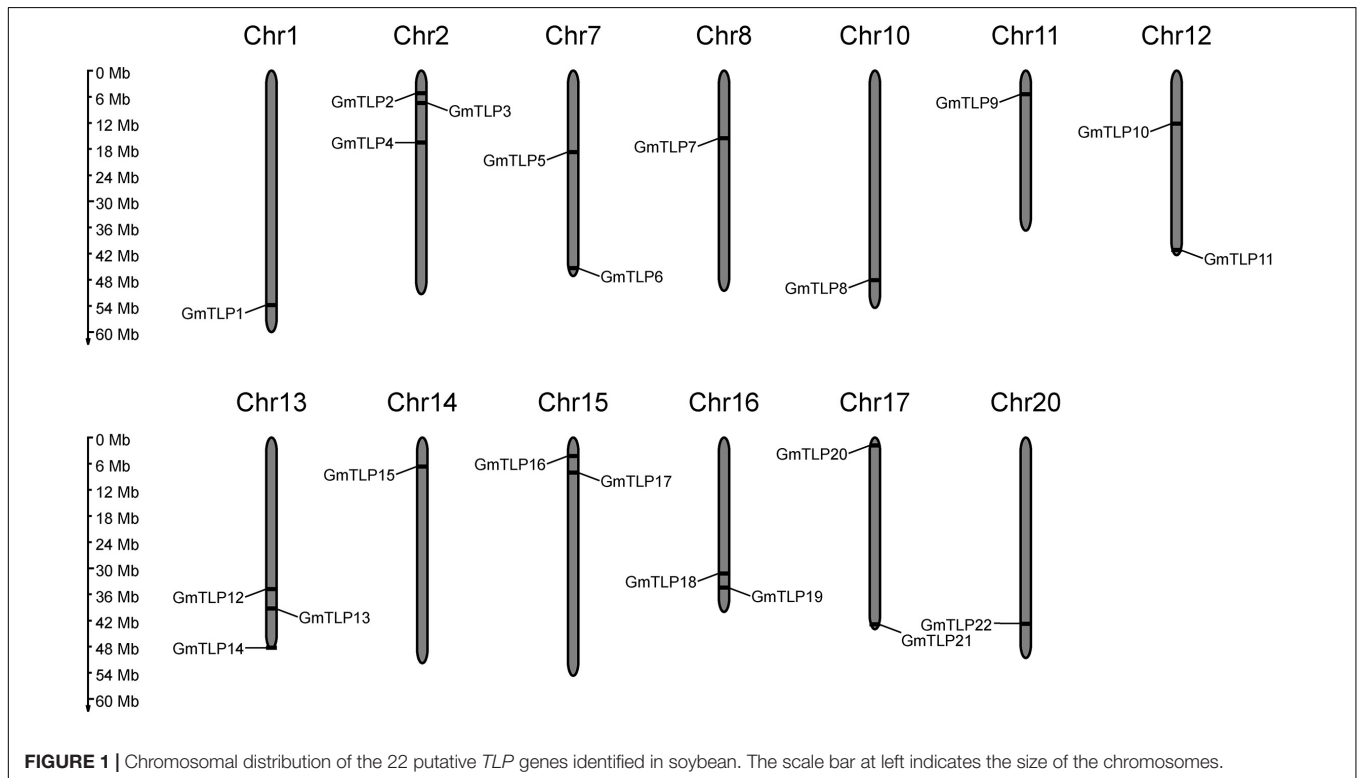 Chr1 Chr2 Chr7 Chr8 Chr10 Chr11 Chr12
0 Mb
6 Mb
12 Mb
18 Mb
24 Mb
30 Mb
36 Mb
42 Mb
48 Mb
54 Mb
60 Mb
GmTLP1
GmTLP2
GmTLP3
GmTLP4
GmTLP5
GmTLP6
GmTLP7
GmTLP8
GmTLP9
GmTLP10
GmTLP11
Chr13 Chr14 Chr15 Chr16 Chr17 Chr20
0 Mb
6 Mb
12 Mb
18 Mb
24 Mb
30 Mb
36 Mb
42 Mb
48 Mb
54 Mb
60 Mb
GmTLP12
GmTLP13
GmTLP14
GmTLP15
GmTLP16
GmTLP17
GmTLP18
GmTLP19
GmTLP20
GmTLP21
GmTLP22
FIGURE 1 | Chromosomal distribution of the 22 putative TLP genes identified in soybean. The scale bar at left indicates the size of the chromosomes.